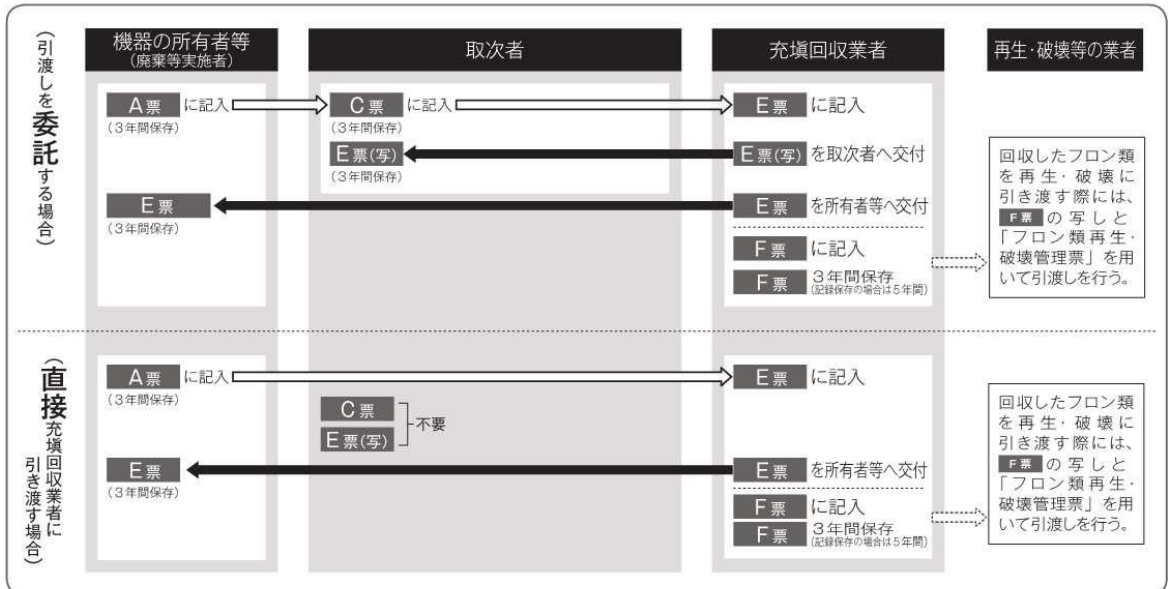 機器の所有者等
(廃棄等実施者)
取次者
充塡回収業者
再生・破壊等の業者
(引渡しを委託する場合)
A票 に記入
(3年間保存)
C票 に記入
(3年間保存)
E票 に記入
E票(写)
(3年間保存)
E票(写) を取次者へ交付
E票
(3年間保存)
E票 を所有者等へ交付
F票 に記入
F票 3年間保存
(記録保存の場合は5年間)
回収したフロン類
を再生・破壊に
引き渡す際には、
F票 の写しと
「フロン類再生・
破壊管理票」を用
いて引渡しを行う。
(直接充塡回収業者に
引き渡す場合)
A票 に記入
(3年間保存)
E票 に記入
C票
E票(写)
不要
E票
(3年間保存)
E票 を所有者等へ交付
F票 に記入
F票 3年間保存
(記録保存の場合は5年間)
回収したフロン類
を再生・破壊に
引き渡す際には、
F票 の写しと
「フロン類再生・
破壊管理票」を用
いて引渡しを行う。